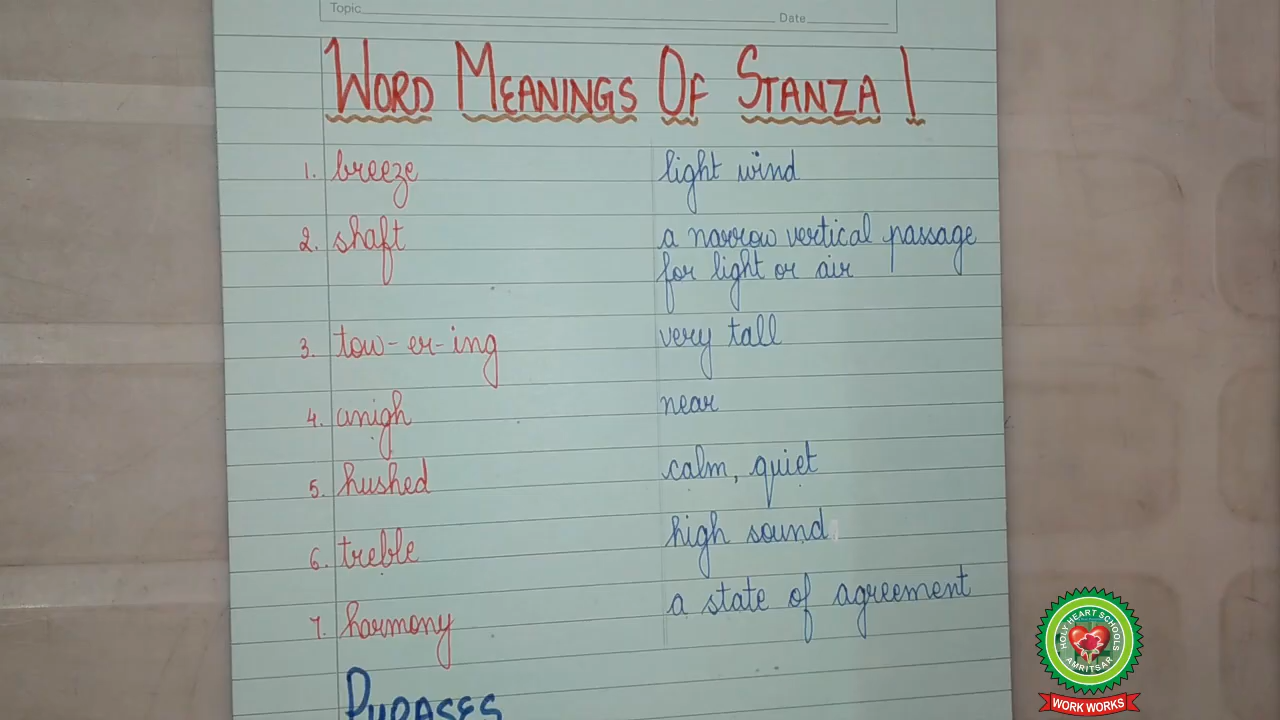 Topic
Date
WORD MEANINGS OF STANZA I
1. breeze light wind
2. shaft a narrow vertical passage
for light or air
3. tow-er-ing very tall
4. anigh near
5. hushed calm, quiet
6. treble high sound
7. harmony a state of agreement
PHRASES
HOLY HEART SCHOOLS
AMRITSAR
WORK WORKS